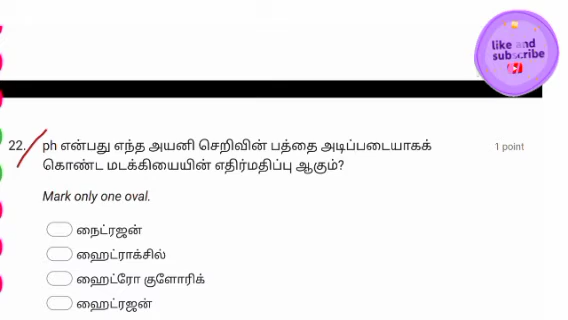 like and
subscribe
22. ph என்பது எந்த அயனி செறிவின் பத்தை அடிப்படையாகக்
கொண்ட மடக்கியையின் எதிர்மதிப்பு ஆகும்?
1 point
Mark only one oval.
நைட்ரஜன்
ஹைட்ராக்சில்
ஹைட்ரோ குளோரிக்
ஹைட்ரஜன்